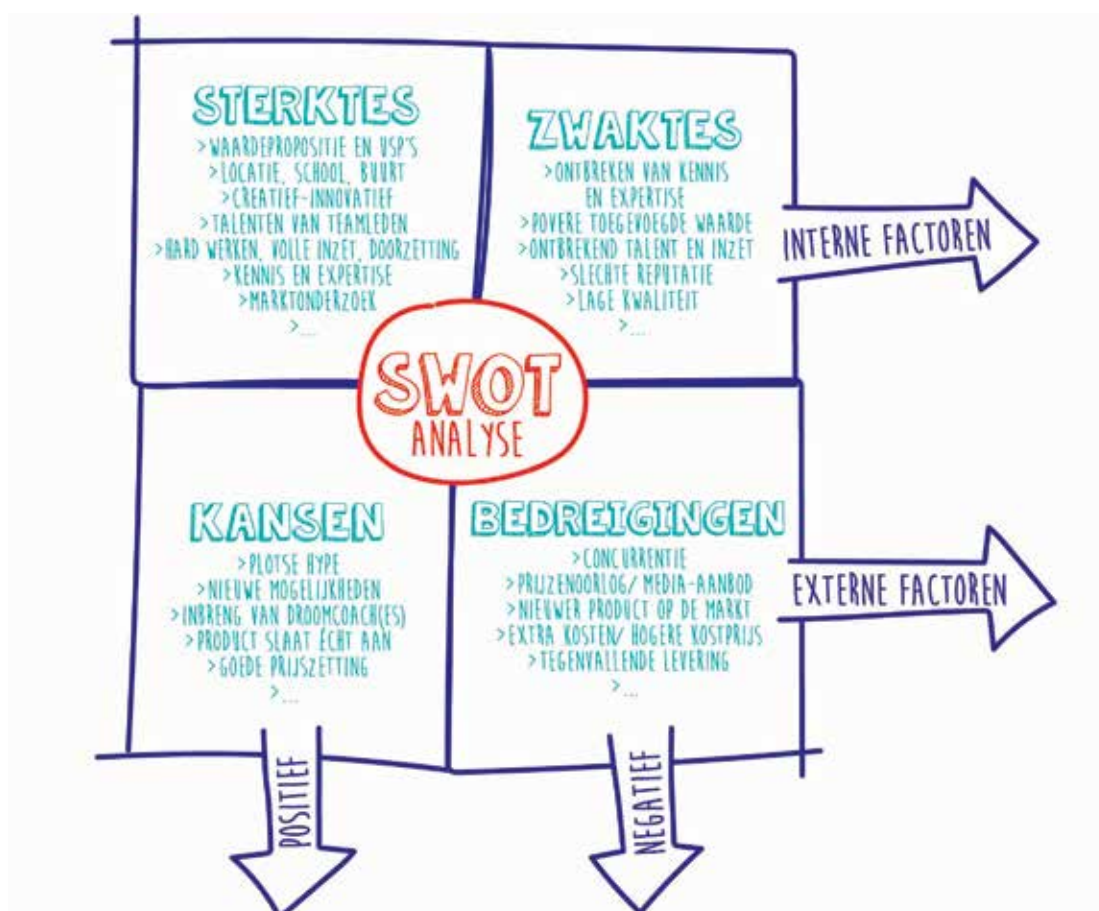 STERKTES
>WAARDEPROPOSITIE EN USP'S
>LOCATIE, SCHOOL, BUURT
>CREATIEF-INNOVATIEF
>TALENTEN VAN TEAMLEDEN
>HARD WERKEN, VOLLE INZET, DOORZETTING
>KENNIS EN EXPERTISE
>MARKTONDERZOEK
>...
ZWAKTES
>ONTBREKEN VAN KENNIS
EN EXPERTISE
>POVERE TOEGEVOEGDE WAARDE
>ONTBREKEND TALENT EN INZET
>SLECHTE REPUTATIE
>LAGE KWALITEIT
>...
INTERNE FACTOREN
SWOT
ANALYSE
KANSEN
>PLOTSE HYPE
>NIEUWE MOGELIJKHEDEN
>INBRENG VAN DROOMCOACH(ES)
>PRODUCT SLAAT ÉCHT AAN
>GOEDE PRIJSZETTING
>...
BEDREIGINGEN
>CONCURRENTIE
>PRIJZENOORLOG/ MEDIA-AANBOD
>NIEUWER PRODUCT OP DE MARKT
>EXTRA KOSTEN/ HOGERE KOSTPRIJS
>TEGENVALLENDE LEVERING
>...
EXTERNE FACTOREN
POSITIEF
NEGATIEF